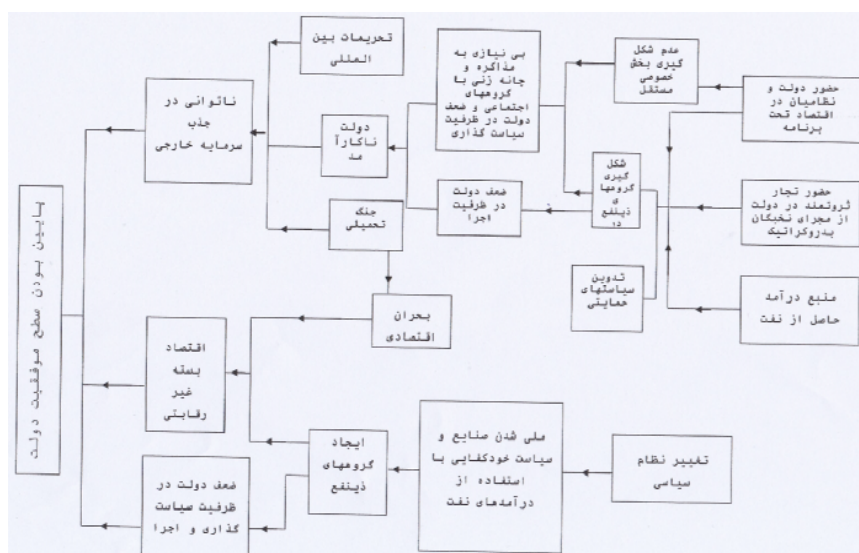 تحریمات بین
المللی
ناتوانی در
جذب
سرمایه خارجی
دولت
ناکارآ
مد
جنگ
تحمیلی
بی نیازی به
مذاکره و
چانه زنی با
گروههای
اجتماعی و ضعف
دولت در ظرفیت
سیاست گذاری
ضعف دولت
در ظرفیت
اجرا
عدم شکل
گیری بخش
خصوصی
مستقل
شکل
گیری
گروهها
ی
ذینفع
در
تدوین
سیاستهای
حمایتی
حضور دولت و
نظامیان در
اقتصاد تحت
برنامه
حضور تجار
ثروتمند در دولت
از مجرای نخبگان
بدروکراتیک
منبع درآمد
حاصل از نفت
بحران
اقتصادی
پایین بودن سطح موفقیت دولت
اقتصاد
بسته
غیر
رقابتی
ضعف دولت در
ظرفیت سیاست
گذاری و اجرا
ایجاد
گروههای
ذینفع
ملی شدن صنایع و
سیاست خودکفایی با
استفاده از
درآمدهای نفت
تغییر نظام
سیاسی